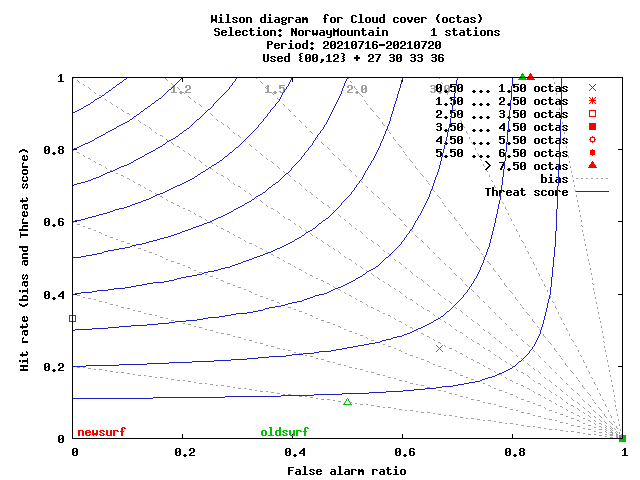 Wilson diagram  for Cloud cover (octas)
Selection: NorwayMountain      1 stations
Period: 20210716-20210720
Used {00,12} + 27 30 33 36
1
0.8
0.6
0.4
0.2
0
Hit rate (bias and Threat score)
1.2
1.5
2.0
0.50 ... 1.50 octas
1.50 ... 2.50 octas
2.50 ... 3.50 octas
3.50 ... 4.50 octas
4.50 ... 5.50 octas
5.50 ... 6.50 octas
> 7.50 octas
bias
Threat score
newsurf
oldsurf
0 0.2 0.4 0.6 0.8 1
False alarm ratio